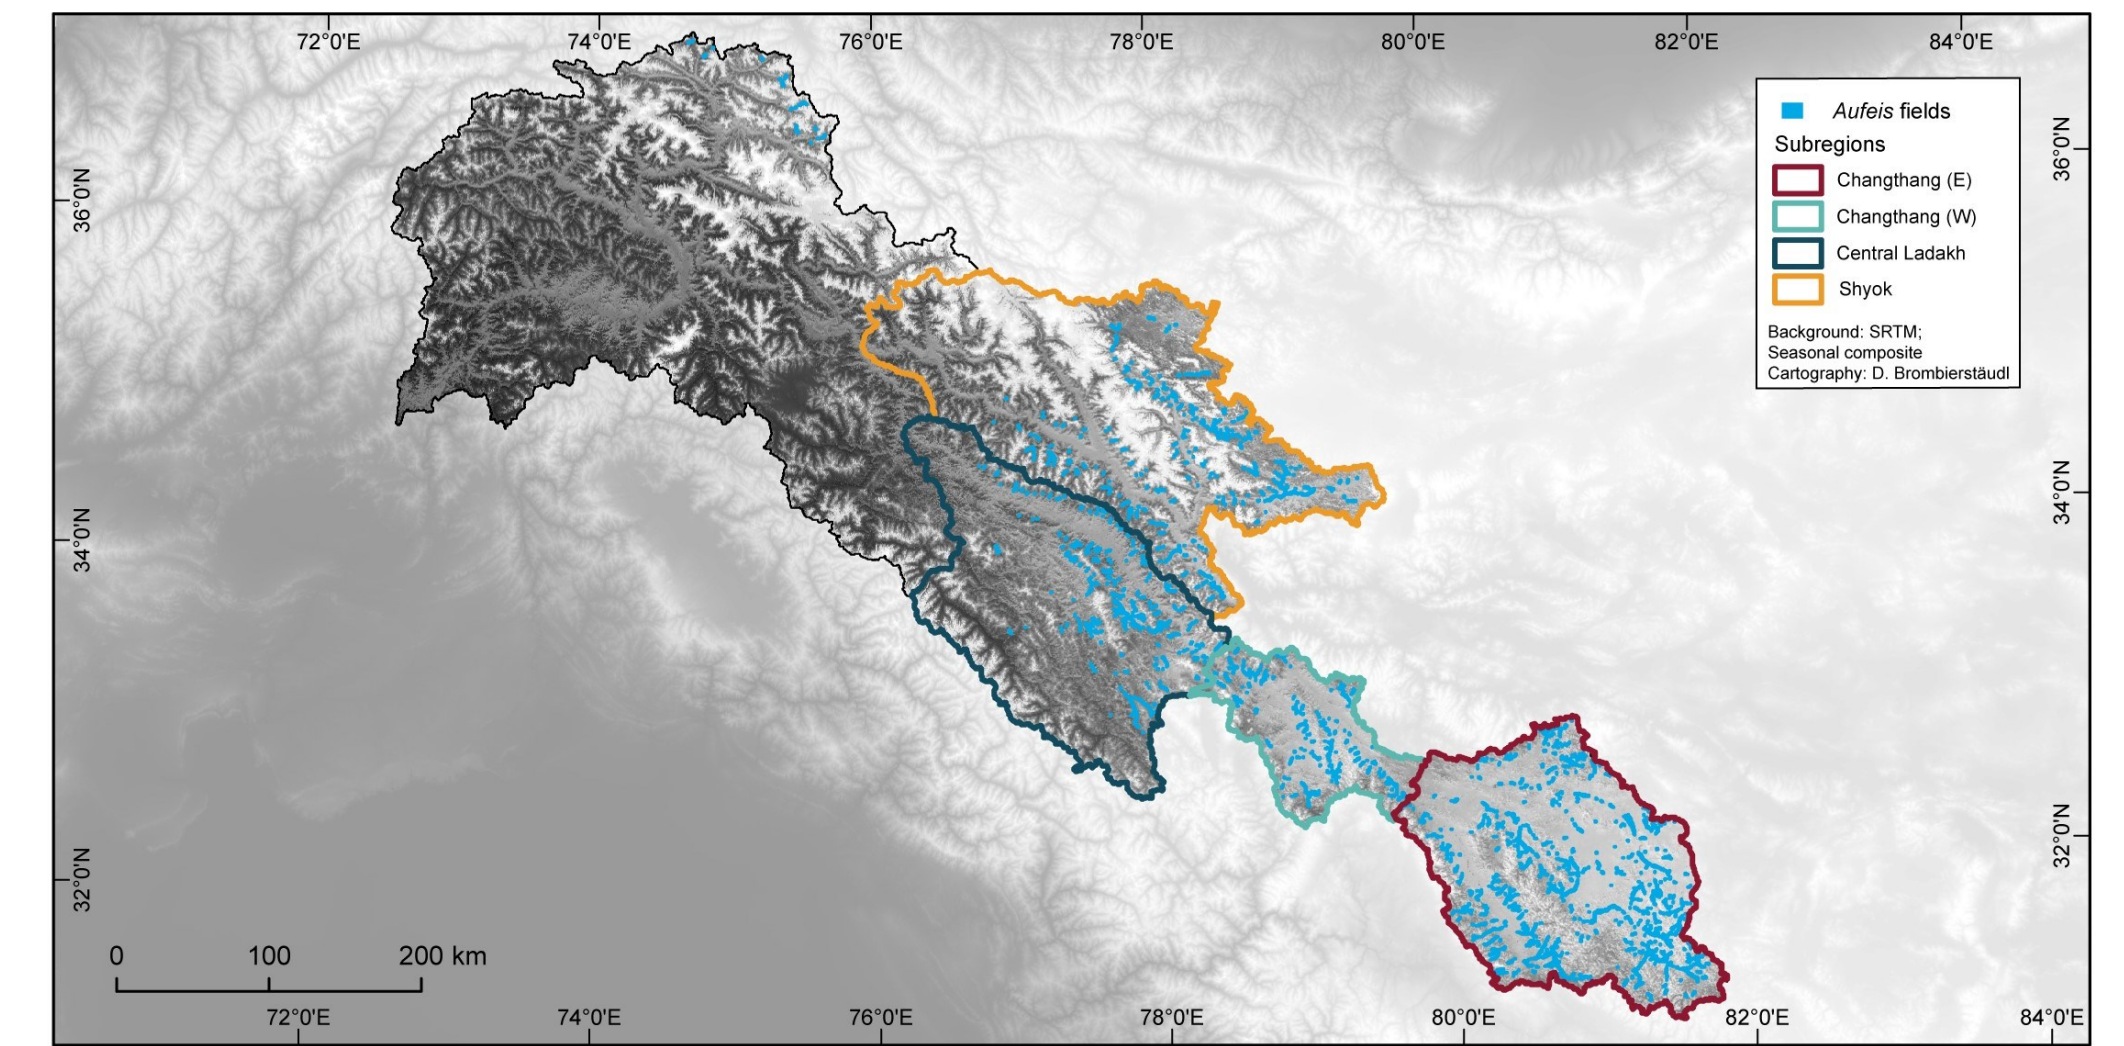 72°0'E 74°0'E 76°0'E 78°0'E 80°0'E 82°0'E 84°0'E
Aufeis fields
Subregions
Changthang (E)
Changthang (W)
Central Ladakh
Shyok
Background: SRTM;
Seasonal composite
Cartography: D. Brombierstäudl
36°0'N
36°0'N
34°0'N
34°0'N
32°0'N
32°0'N
0 100 200 km
72°0'E 74°0'E 76°0'E 78°0'E 80°0'E 82°0'E 84°0'E